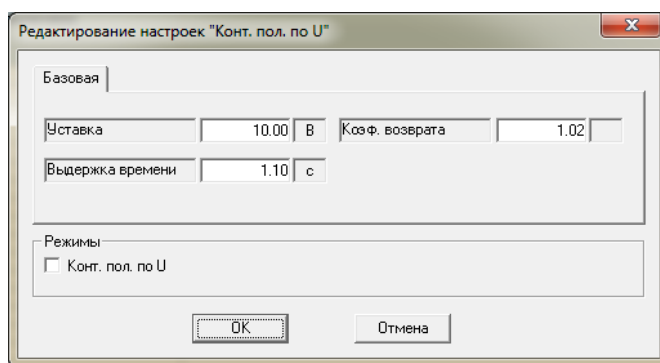 Редактирование настроек "Конт. пол. по U"
Базовая
Уставка 10.00 В Коэф. возврата 1.02
Выдержка времени 1.10 с
Режимы
Конт. пол. по U
OK Отмена